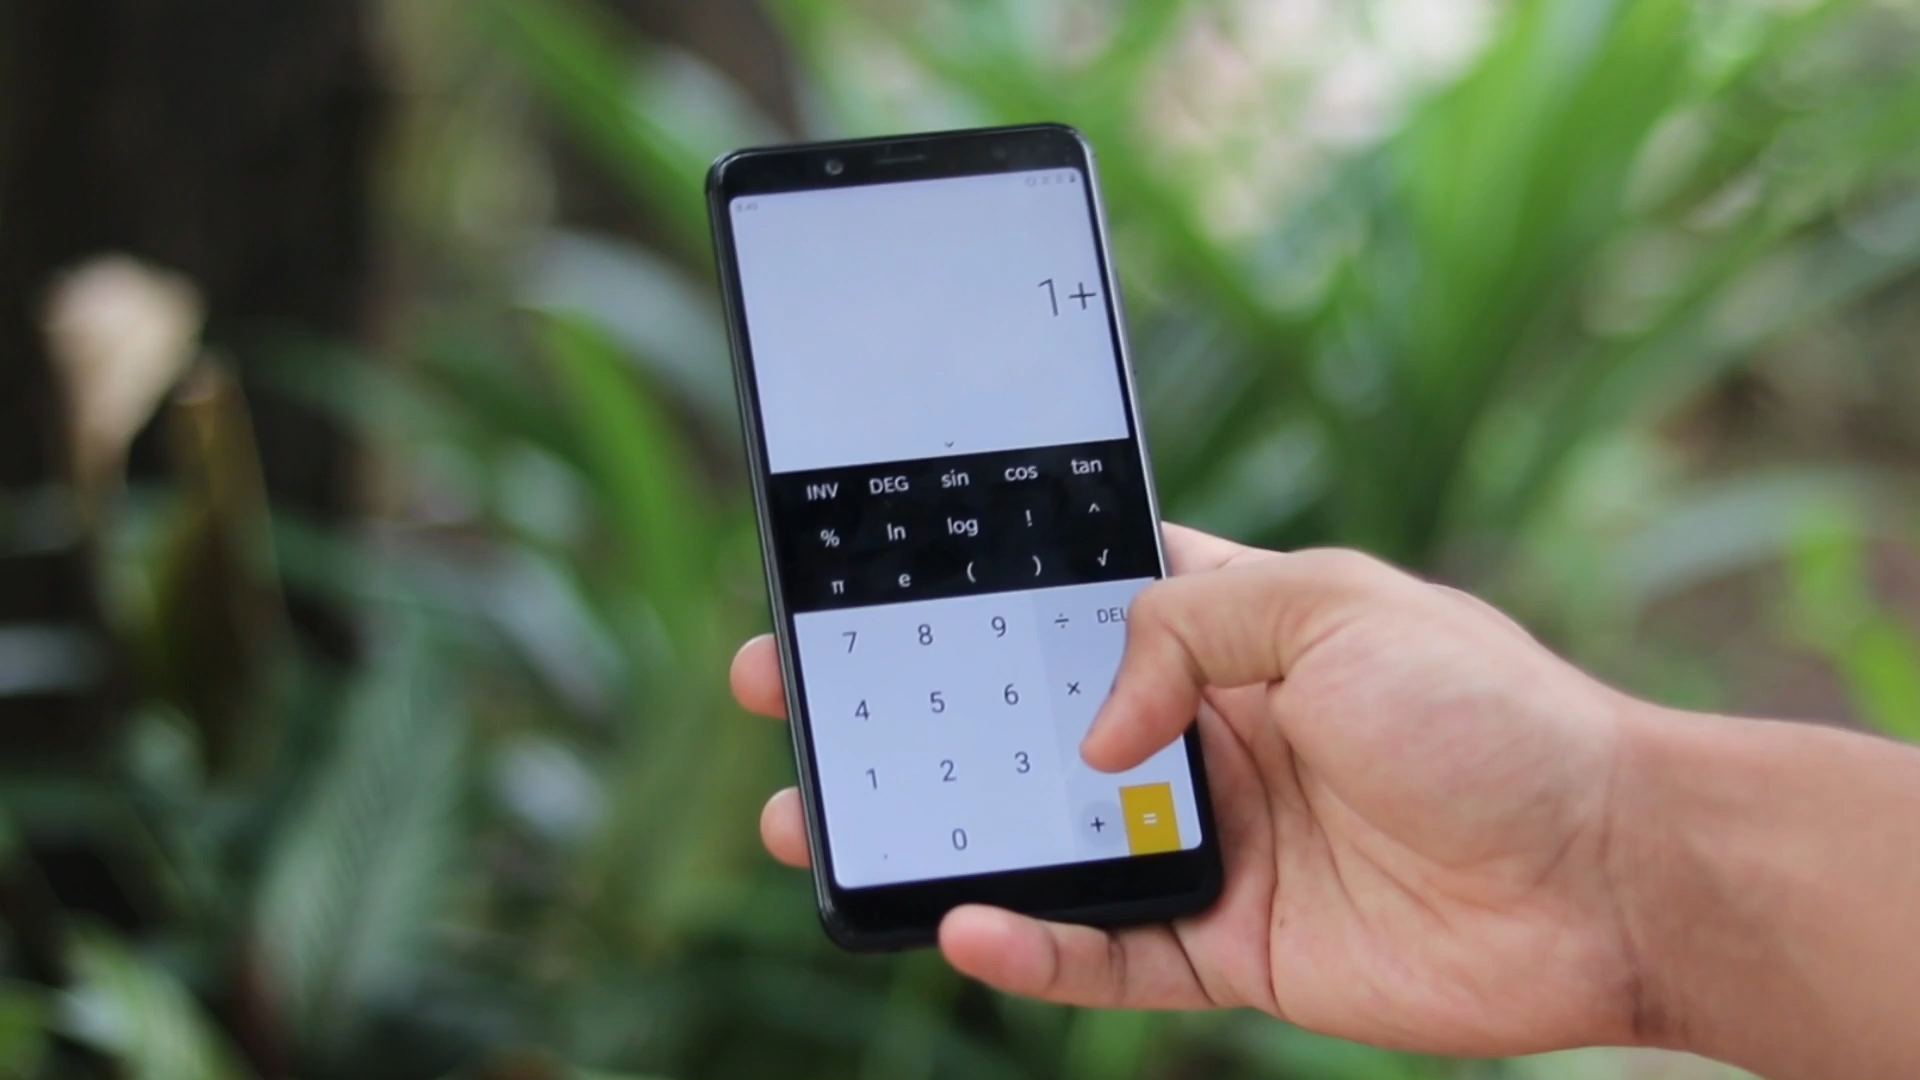 1+
INV DEG sin cos tan
% ln log ! ^
π e ( ) √
7 8 9 ÷ DEL
4 5 6 ×
1 2 3
. 0 + =